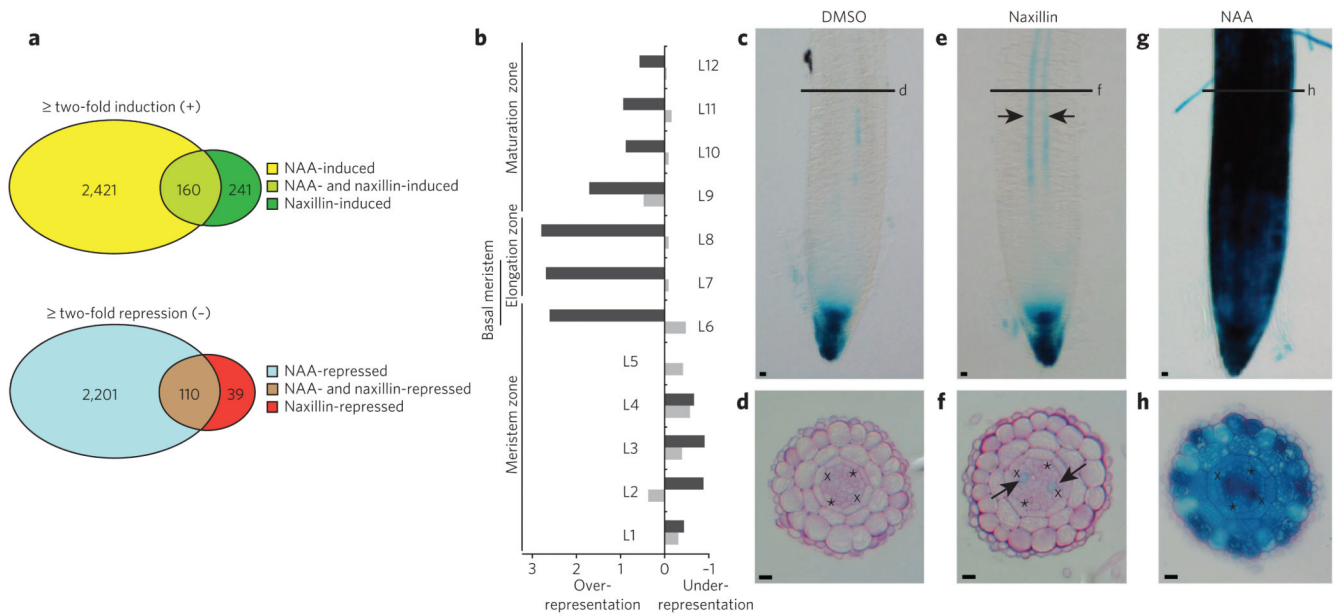 a
≥ two-fold induction (+)
2,421
160
241
NAA-induced
NAA- and naxillin-induced
Naxillin-induced
≥ two-fold repression (–)
2,201
110
39
NAA-repressed
NAA- and naxillin-repressed
Naxillin-repressed
b
Maturation zone
Elongation zone
Basal meristem
Meristem zone
L12
L11
L10
L9
L8
L7
L6
L5
L4
L3
L2
L1
3 2 1 0 –1
Over-
representation
Under-
representation
DMSO
c
d
Naxillin
e
f
NAA
g
h
d
x
*
*
x
f
x
*
*
x
h
x
*
*
x